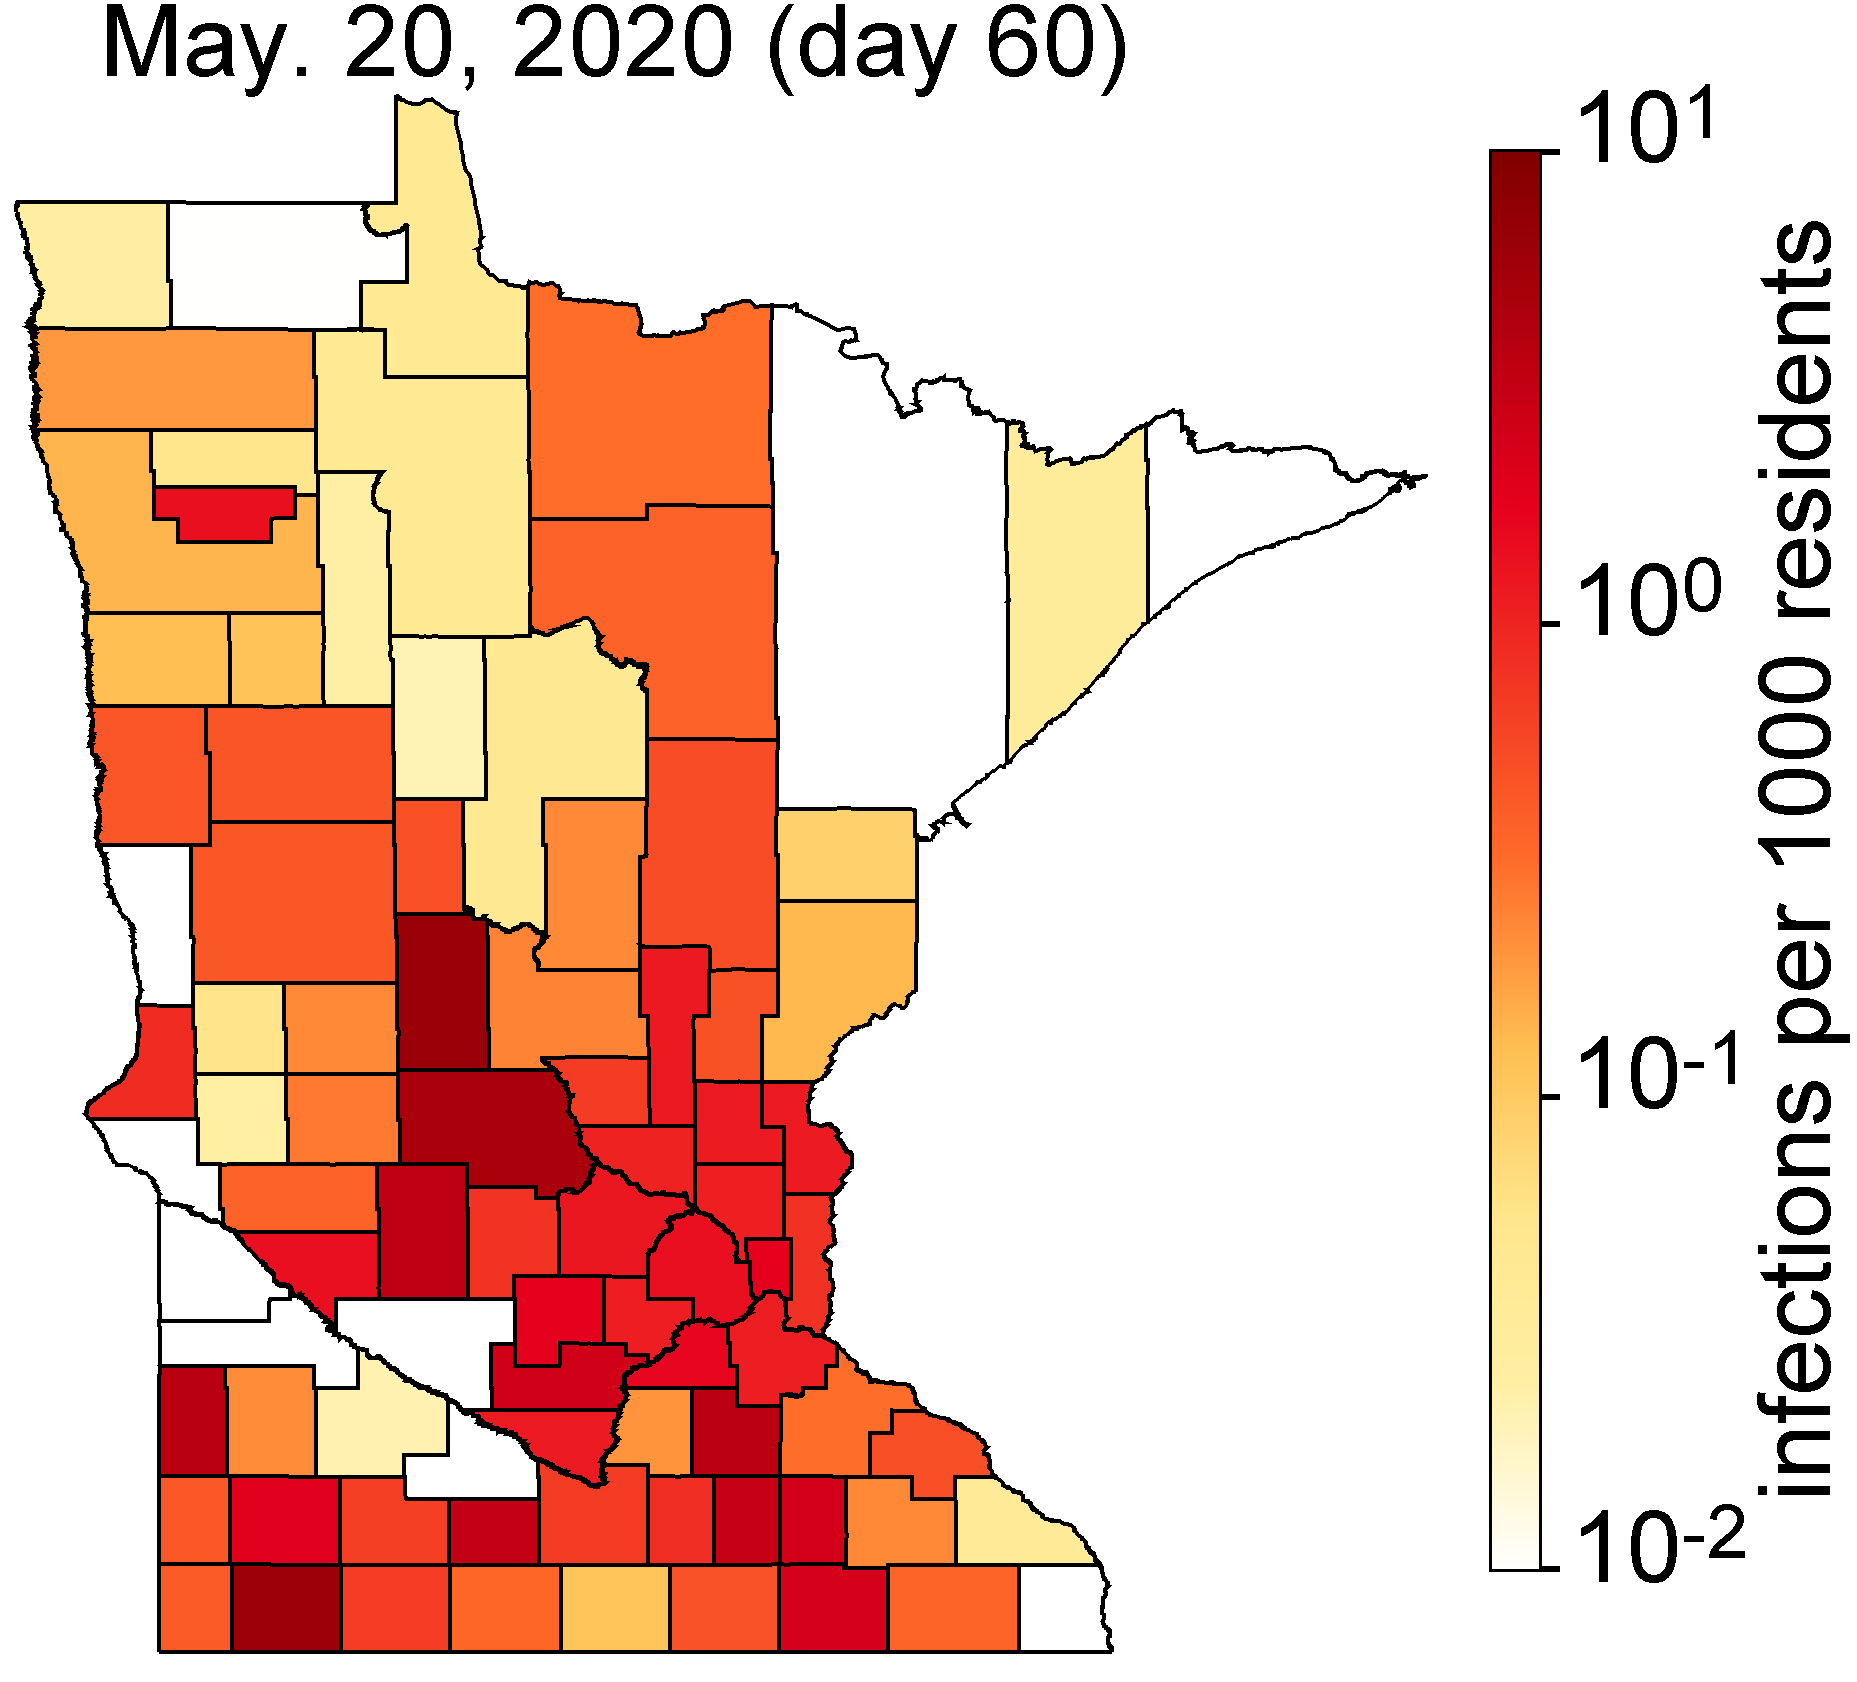 May. 20, 2020 (day 60)
10¹
10⁰
10⁻¹
10⁻²
infections per 1000 residents